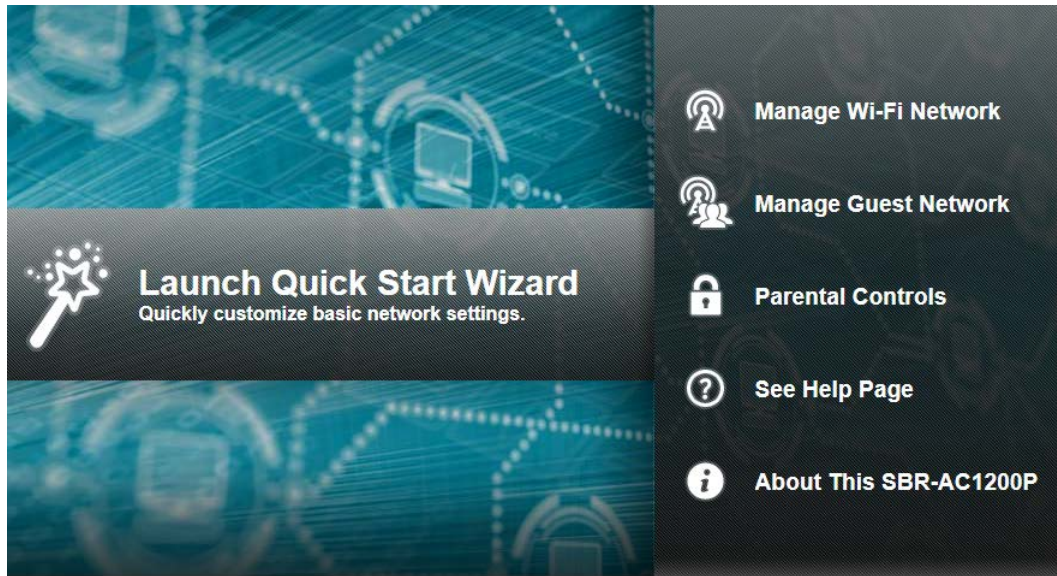 Launch Quick Start Wizard
Quickly customize basic network settings.
Manage Wi-Fi Network
Manage Guest Network
Parental Controls
See Help Page
About This SBR-AC1200P